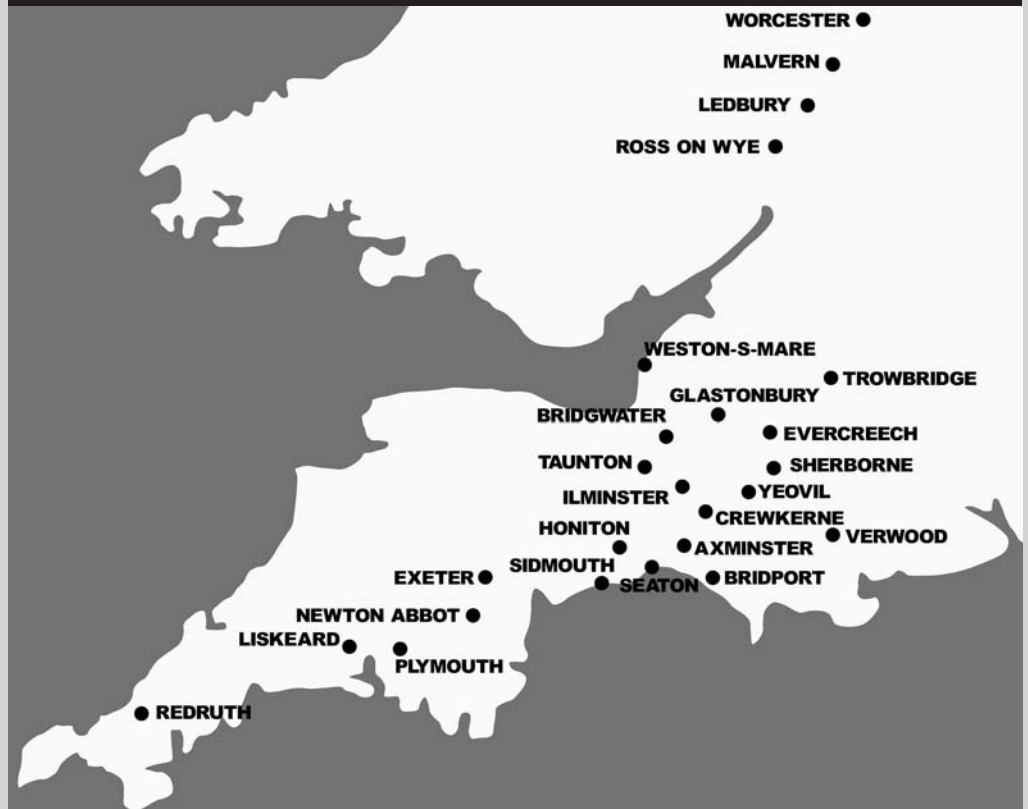 WORCESTER
MALVERN
LEDBURY
ROSS ON WYE
WESTON-S-MARE
TROWBRIDGE
GLASTONBURY
BRIDGWATER
EVERCREECH
TAUNTON
SHERBORNE
ILMINSTER
YEOVIL
CREWKERNE
HONITON
VERWOOD
AXMINSTER
SIDMOUTH
EXETER
SEATON
BRIDPORT
NEWTON ABBOT
LISKEARD
PLYMOUTH
REDRUTH